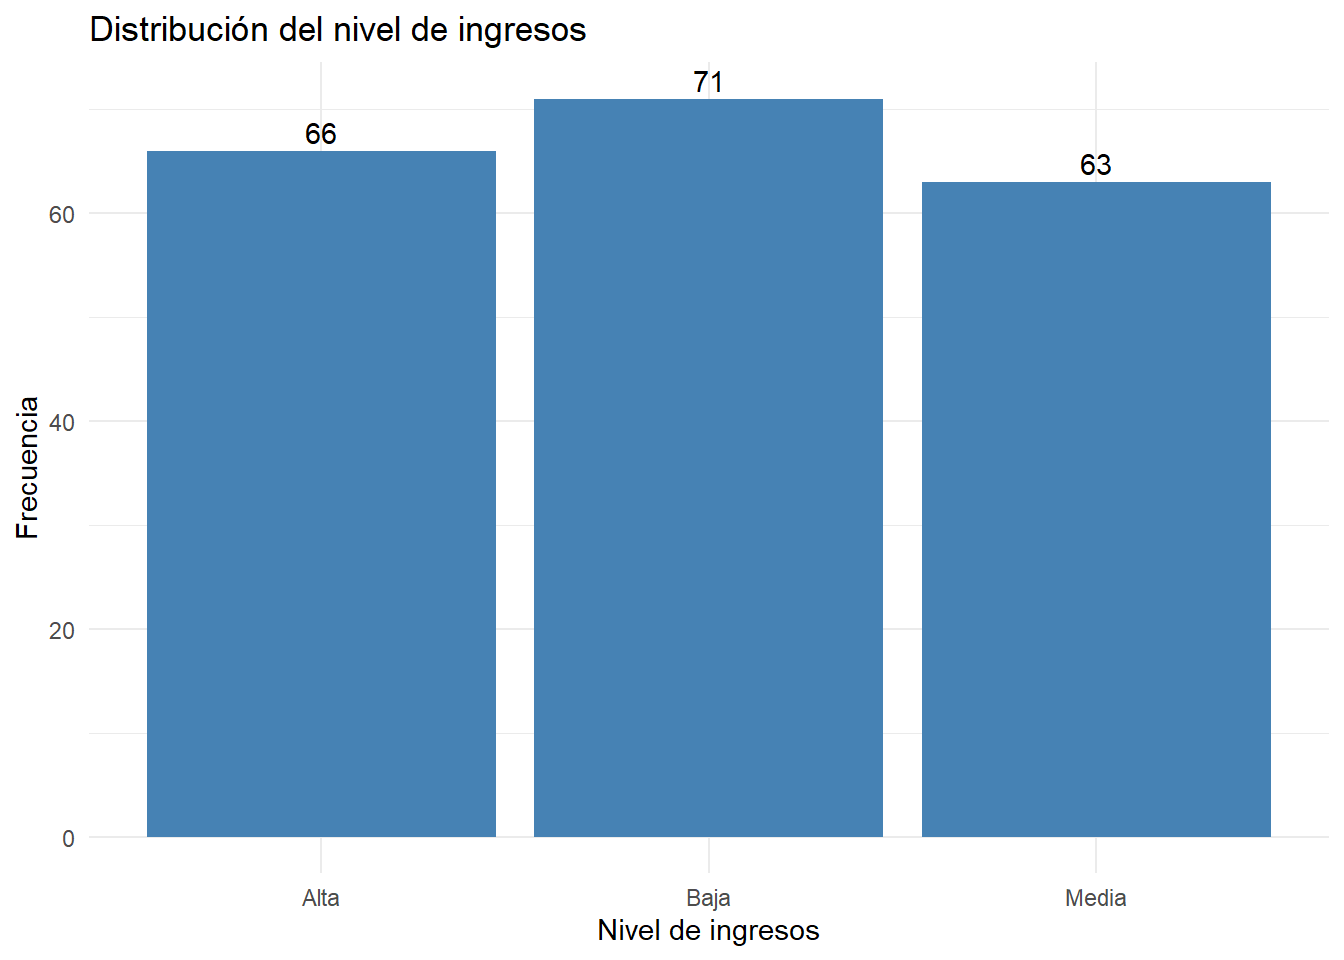 Distribución del nivel de ingresos
71
66
63
60
40
20
0
Frecuencia
Alta
Baja
Media
Nivel de ingresos